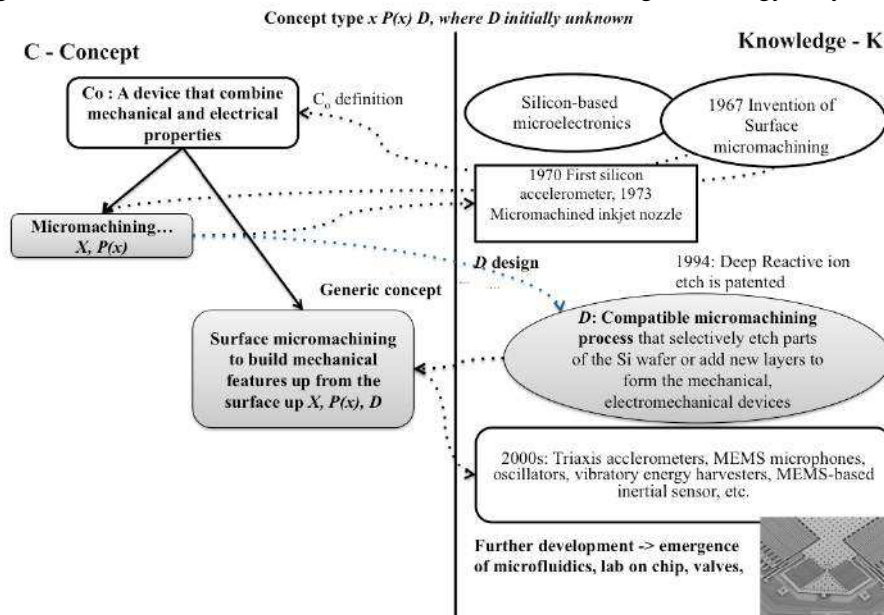 Concept type x P(x) D, where D initially unknown
C - Concept
Knowledge - K
Co : A device that combine
mechanical and electrical
properties
Co definition
Silicon-based
microelectronics
1967 Invention of
Surface
micromachining
1970 First silicon
accelerometer, 1973
Micromachined inkjet nozzle
Micromachining…
X, P(x)
D design
1994: Deep Reactive ion
etch is patented
Generic concept
Surface micromachining
to build mechanical
features up from the
surface up X, P(x), D
D: Compatible micromachining
process that selectively etch parts
of the Si wafer or add new layers to
form the mechanical,
electromechanical devices
2000s: Triaxis acclerometers, MEMS microphones,
oscillators, vibratory energy harvesters, MEMS-based
inertial sensor, etc.
Further development -> emergence
of microfluidics, lab on chip, valves,